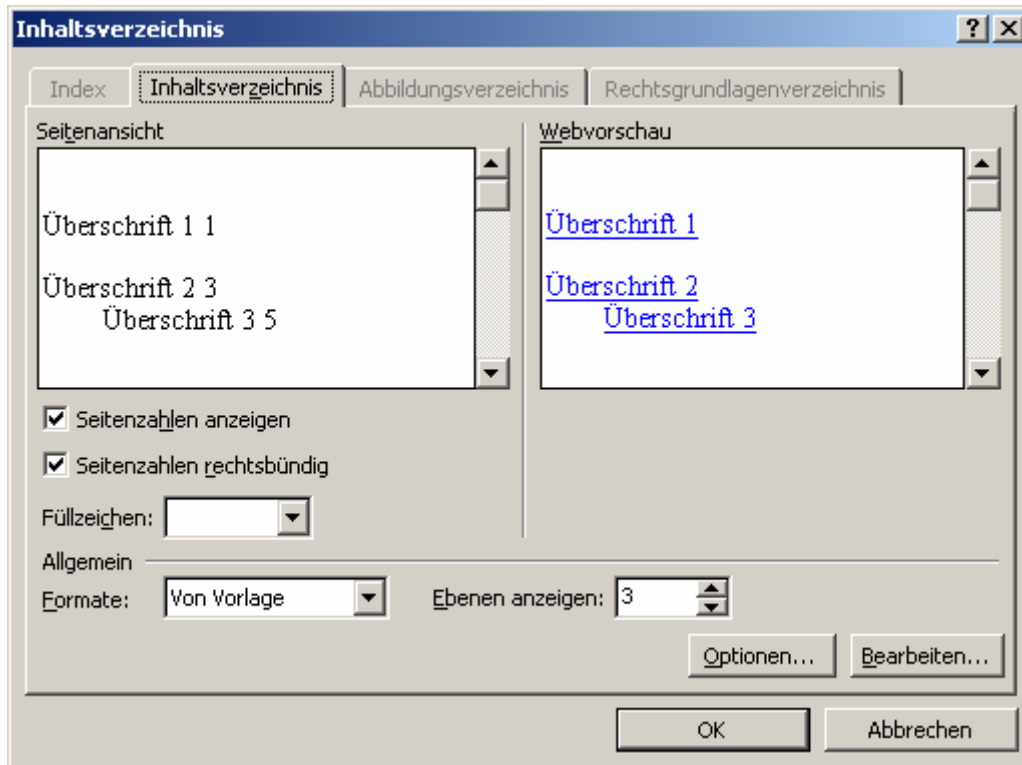 Inhaltsverzeichnis
Index Inhaltsverzeichnis Abbildungsverzeichnis Rechtsgrundlagenverzeichnis
Seitenansicht
Überschrift 1 1
Überschrift 2 3
Überschrift 3 5
Webvorschau
Überschrift 1
Überschrift 2
Überschrift 3
Seitenzahlen anzeigen
Seitenzahlen rechtsbündig
Füllzeichen:
Allgemein
Formate: Von Vorlage Ebenen anzeigen: 3
Optionen... Bearbeiten...
OK Abbrechen